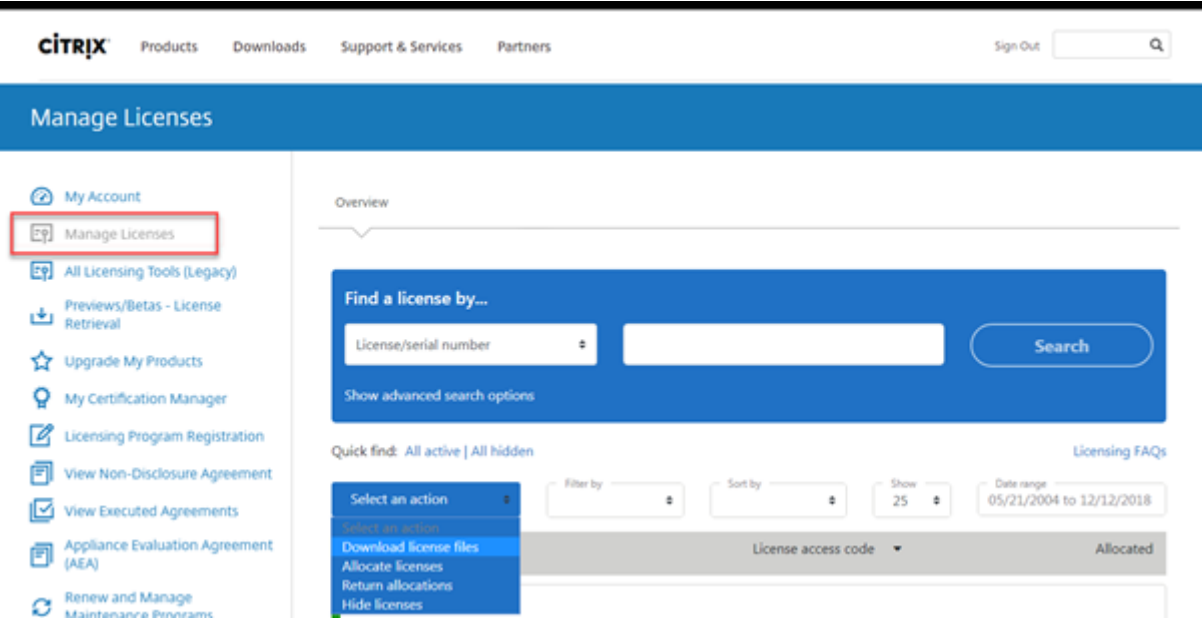 CİTRIX Products Downloads Support & Services Partners Sign Out
Manage Licenses
My Account
Manage Licenses
All Licensing Tools (Legacy)
Previews/Betas - License
Retrieval
Upgrade My Products
My Certification Manager
Licensing Program Registration
View Non-Disclosure Agreement
View Executed Agreements
Appliance Evaluation Agreement
(AEA)
Renew and Manage
Maintenance Programs
Overview
Find a license by...
License/serial number Search
Show advanced search options
Quick find: All active | All hidden Licensing FAQs
Select an action Filter by Sort by Show 25 Date range 05/21/2004 to 12/12/2018
Select an action
Download license files
Allocate licenses
Return allocations
Hide licenses
License access code Allocated